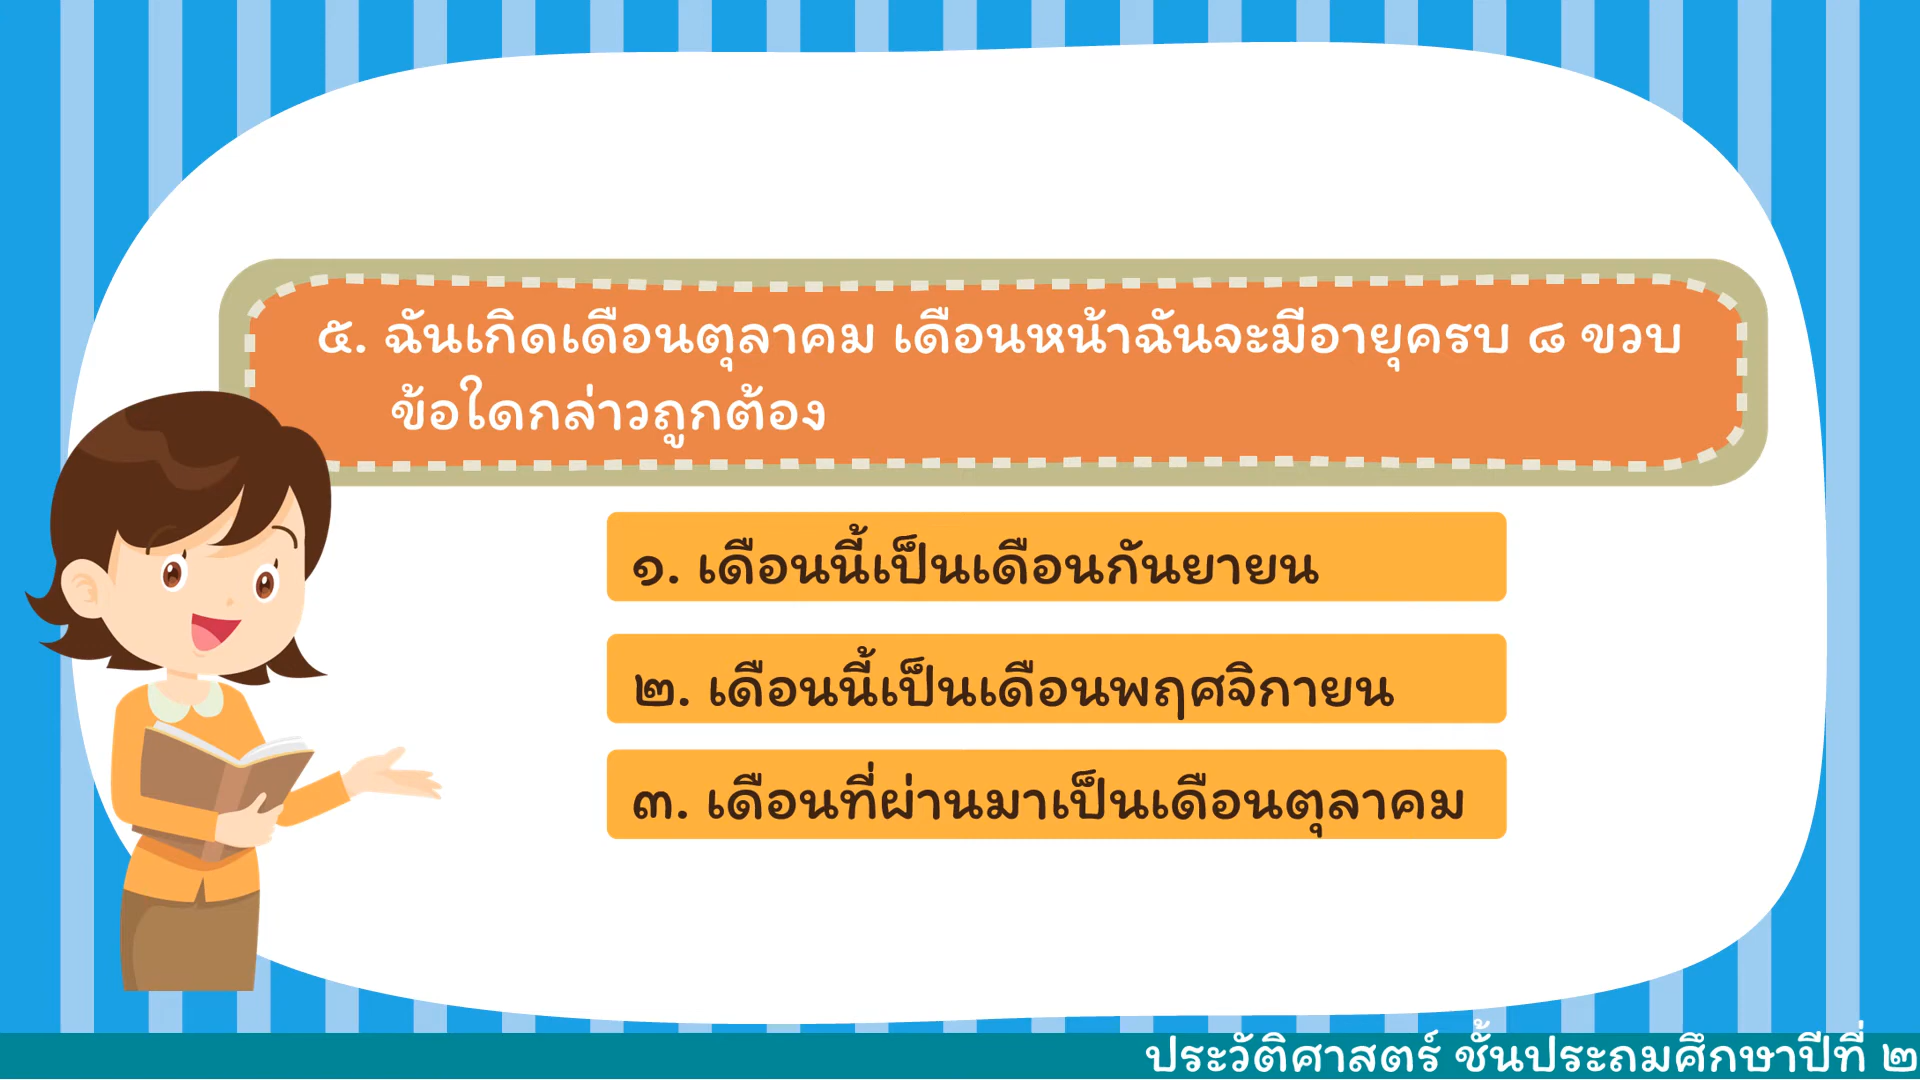 ๕. ฉันเกิดเดือนตุลาคม เดือนหน้าฉันจะมีอายุครบ ๘ ขวบ
ข้อใดกล่าวถูกต้อง
๑. เดือนนี้เป็นเดือนกันยายน
๒. เดือนนี้เป็นเดือนพฤศจิกายน
๓. เดือนที่ผ่านมาเป็นเดือนตุลาคม
ประวัติศาสตร์ ชั้นประถมศึกษาปีที่ ๒